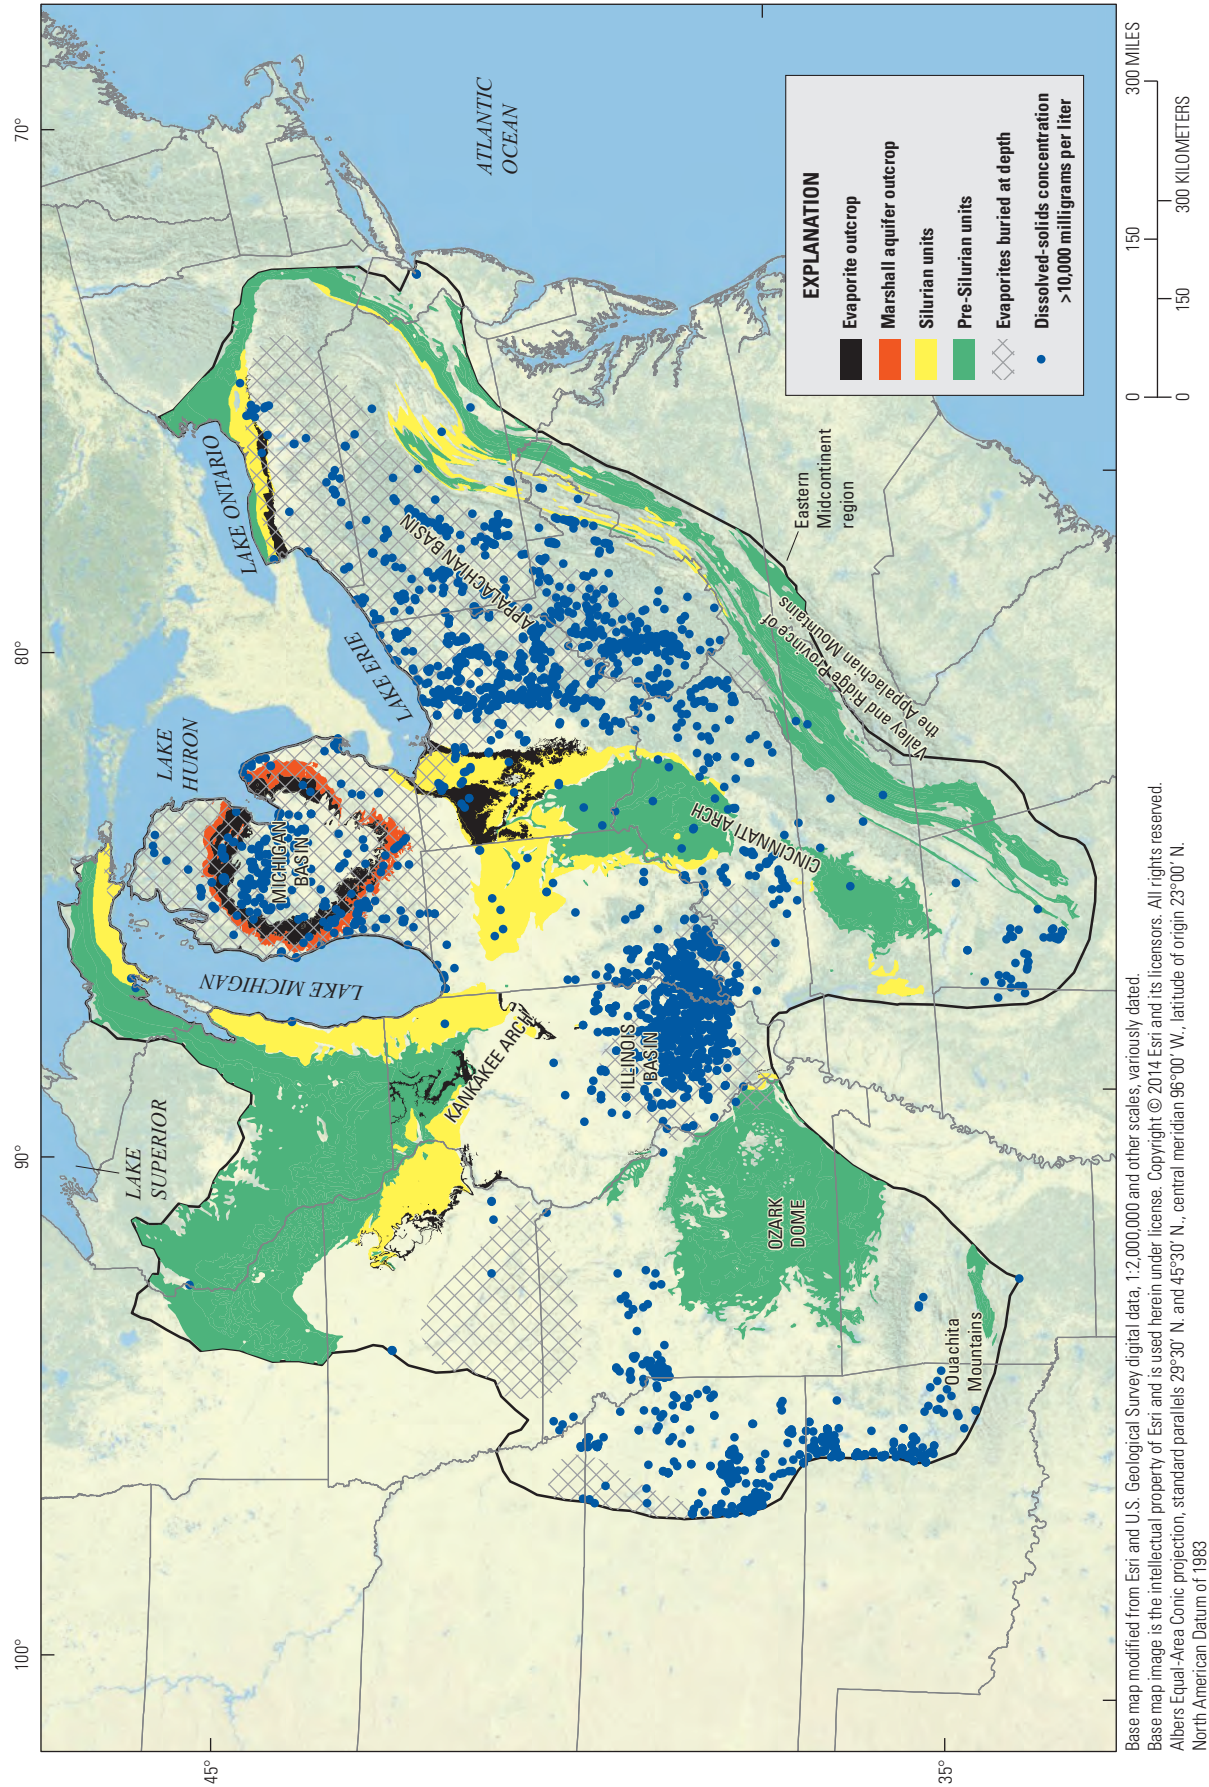 100°
90°
80°
70°
45°
35°
LAKE
SUPERIOR
LAKE MICHIGAN
LAKE
HURON
LAKE ERIE
LAKE ONTARIO
ATLANTIC
OCEAN
MICHIGAN
BASIN
KANKAKEE ARCH
ILLINOIS
BASIN
APPALACHIAN BASIN
CINCINNATI ARCH
OZARK
DOME
Ouachita
Mountains
Valley and Ridge Province of
the Appalachian Mountains
Eastern
Midcontinent
region
EXPLANATION
Evaporite outcrop
Marshall aquifer outcrop
Silurian units
Pre-Silurian units
Evaporites buried at depth
Dissolved-solids concentration
>10,000 milligrams per liter
0 150 300 MILES
0 150 300 KILOMETERS
Base map modified from Esri and U.S. Geological Survey digital data, 1:2,000,000 and other scales, variously dated.
Base map image is the intellectual property of Esri and is used herein under license. Copyright © 2014 Esri and its licensors. All rights reserved.
Albers Equal-Area Conic projection, standard parallels 29°30′ N. and 45°30′ N., central meridian 96°00′ W., latitude of origin 23°00′ N.
North American Datum of 1983